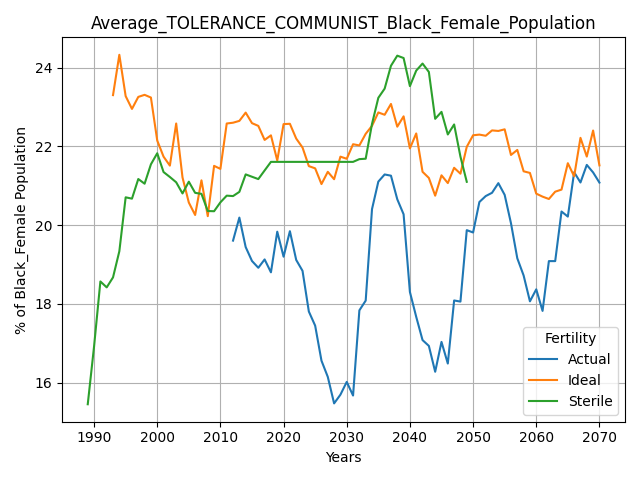 Average_TOLERANCE_COMMUNIST_Black_Female_Population
% of Black_Female Population
24
22
20
18
16
1990 2000 2010 2020 2030 2040 2050 2060 2070
Years
Fertility
Actual
Ideal
Sterile